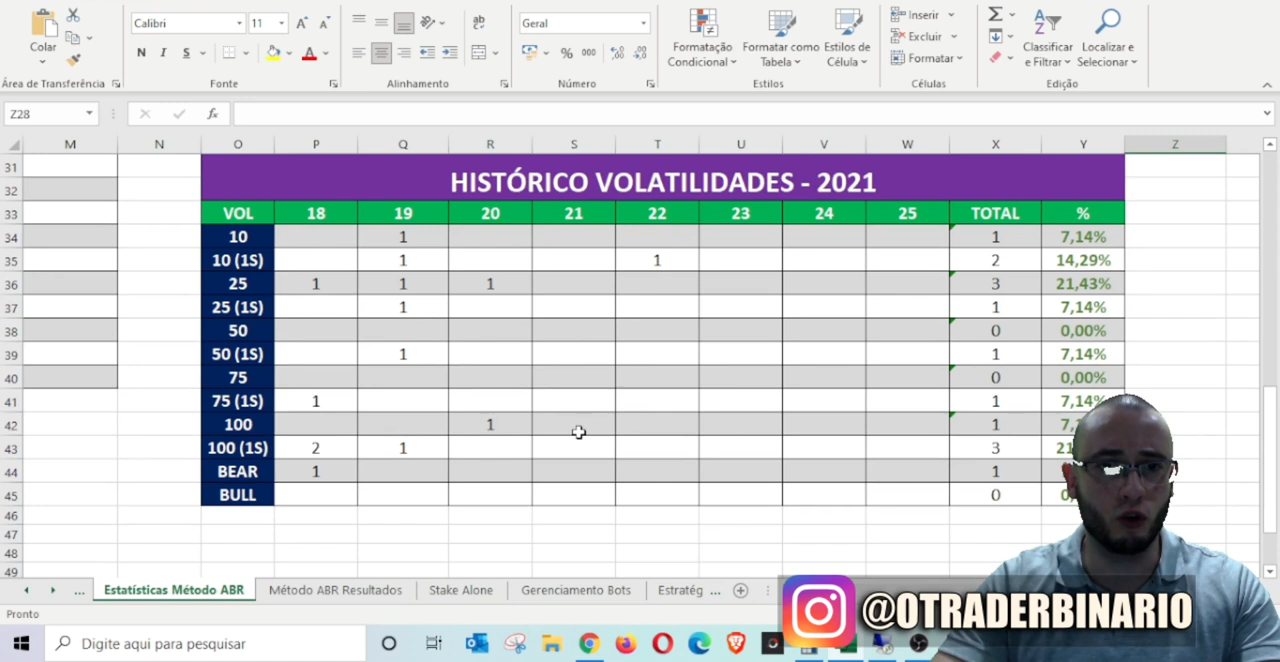 Calibri 11 Geral Inserir
Colar N I S % 000 Formatação Formatar como Estilos de Excluir Classificar Localizar e
Condicional Tabela Célula Formatar e Filtrar Selecionar
Área de Transferência Fonte Alinhamento Número Estilos Células Edição
Z28 fx
M N O P Q R S T U V W X Y Z
31
32 HISTÓRICO VOLATILIDADES - 2021
33 VOL 18 19 20 21 22 23 24 25 TOTAL %
34 10 1 1 7,14%
35 10 (1S) 1 1 2 14,29%
36 25 1 1 1 3 21,43%
37 25 (1S) 1 1 7,14%
38 50 0 0,00%
39 50 (1S) 1 1 7,14%
40 75 0 0,00%
41 75 (1S) 1 1 7,14%
42 100 1 1
43 100 (1S) 2 1 3
44 BEAR 1 1
45 BULL 0
46
47
48
49
... Estatísticas Método ABR Método ABR Resultados Stake Alone Gerenciamento Bots Estratég ...
Pronto
@OTRADERBINARIO
Digite aqui para pesquisar